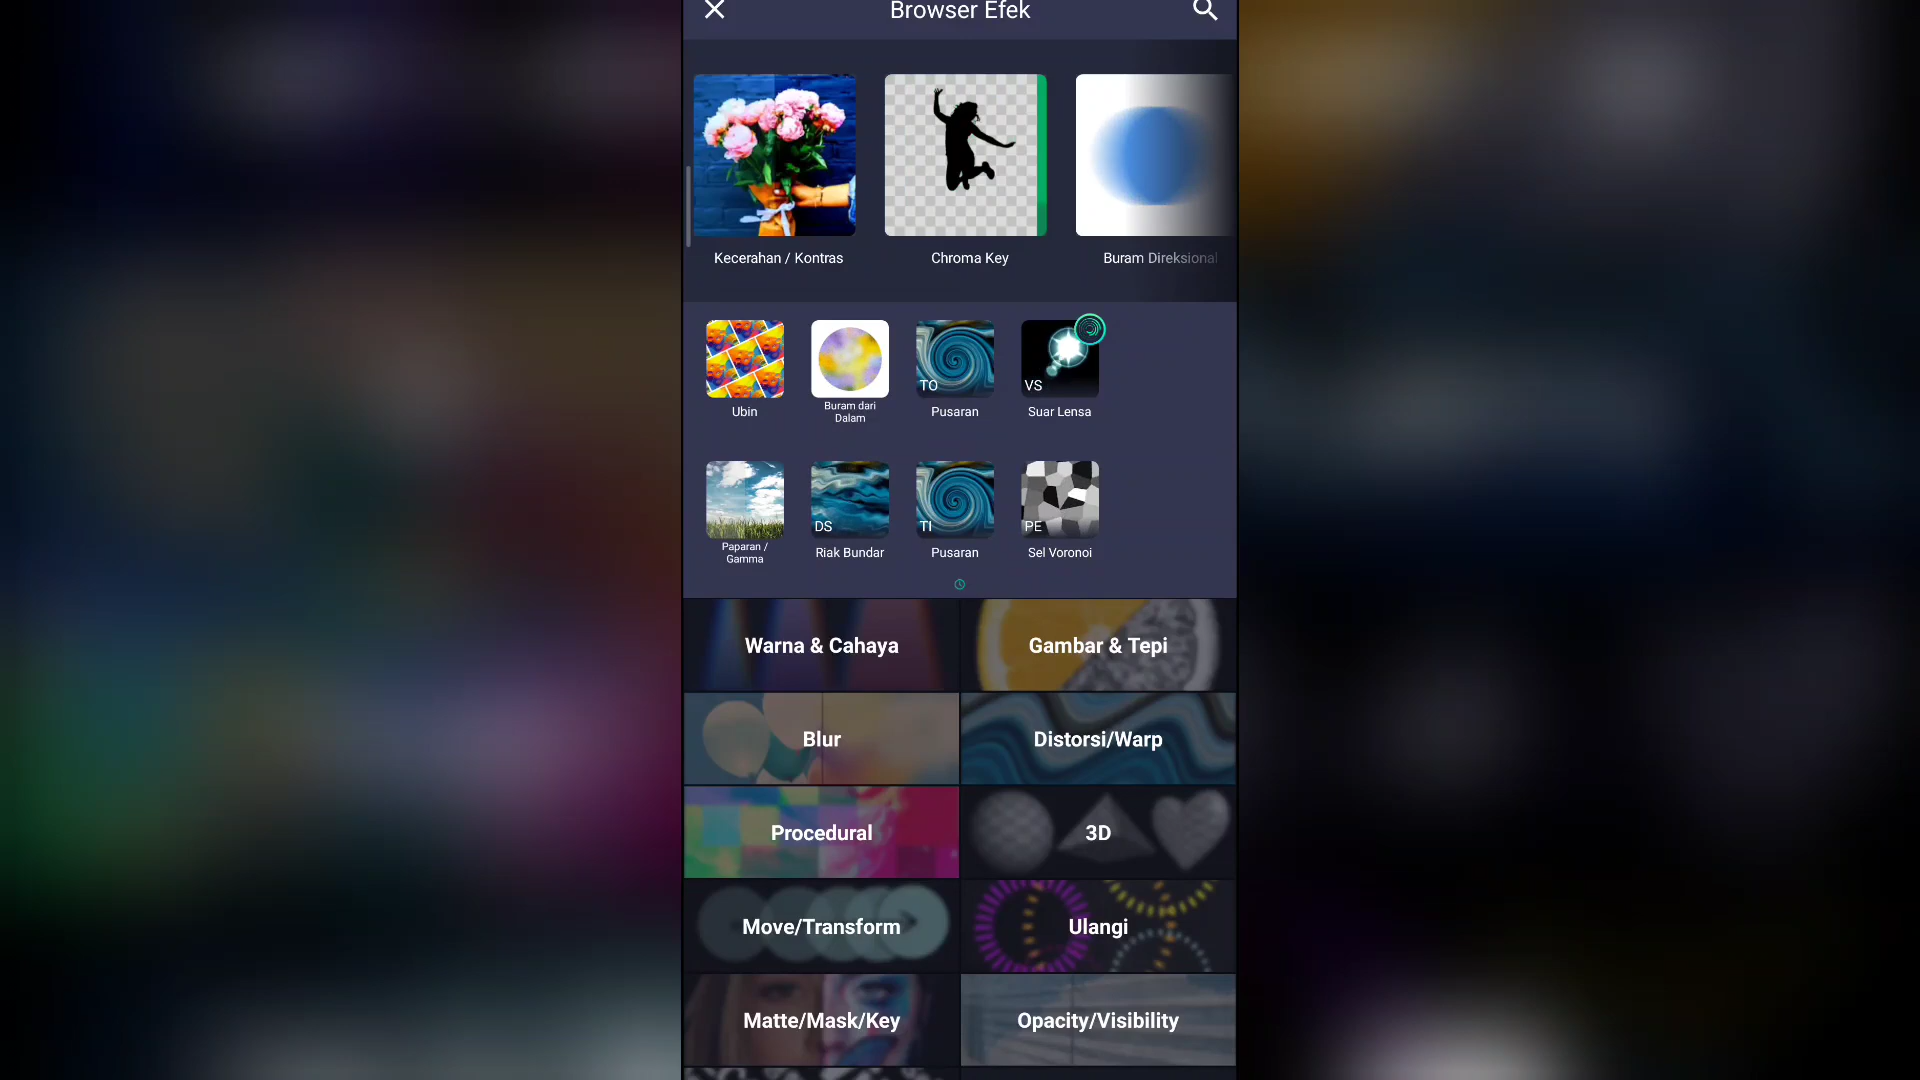 Browser Efek
Kecerahan / Kontras
Chroma Key
Buram Direksional
TO
VS
Ubin
Buram dari
Dalam
Pusaran
Suar Lensa
DS
TI
PE
Paparan /
Gamma
Riak Bundar
Pusaran
Sel Voronoi
Warna & Cahaya
Gambar & Tepi
Blur
Distorsi/Warp
Procedural
3D
Move/Transform
Ulangi
Matte/Mask/Key
Opacity/Visibility